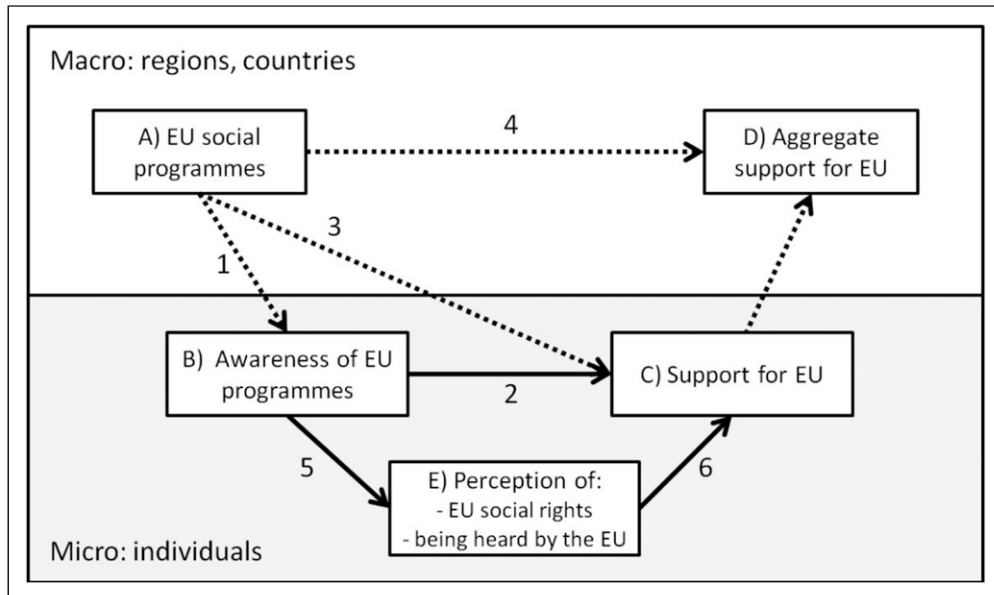 Macro: regions, countries
A) EU social
programmes
4
D) Aggregate
support for EU
3
1
B) Awareness of EU
programmes
2
C) Support for EU
5
6
E) Perception of:
- EU social rights
- being heard by the EU
Micro: individuals